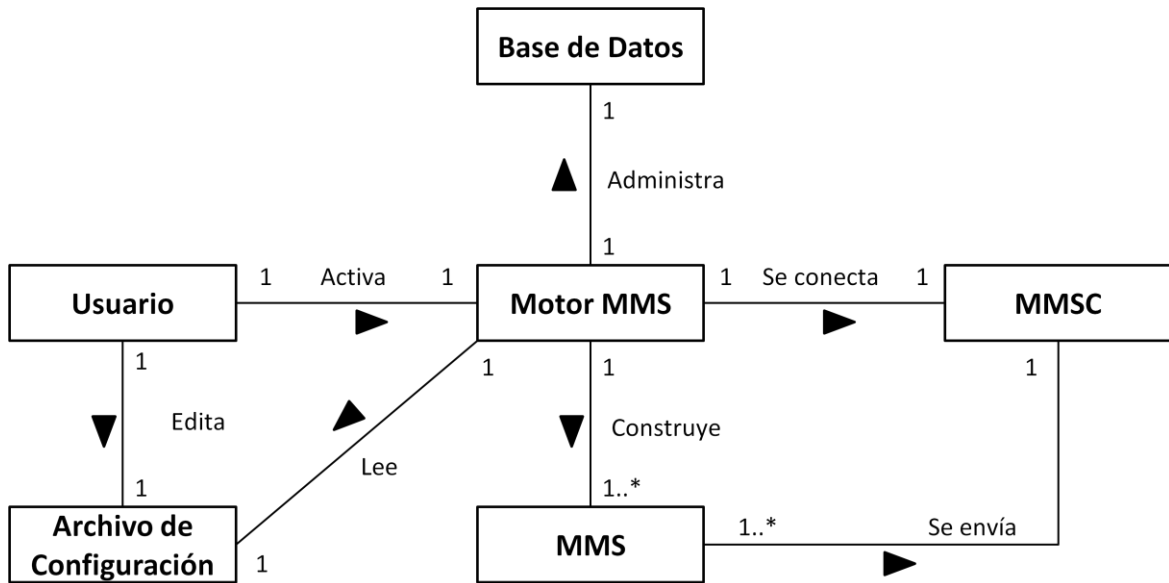 Base de Datos
1
Administra
1
1 Activa 1
1 Se conecta 1
Usuario
Motor MMS
MMSC
1
1
1
1
Edita
Construye
Lee
1
1..*
1..*
Se envía
Archivo de
Configuración
1
MMS